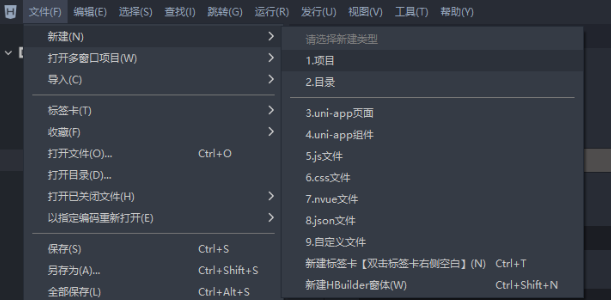 文件(F) 编辑(E) 选择(S) 查找(I) 跳转(G) 运行(R) 发行(U) 视图(V) 工具(T) 帮助(Y)
新建(N)
打开多窗口项目(W)
导入(C)
标签卡(T)
收藏(F)
打开文件(O)... Ctrl+O
打开目录(D)...
打开已关闭文件(H)
以指定编码重新打开(E)
保存(S) Ctrl+S
另存为(A)... Ctrl+Shift+S
全部保存(L) Ctrl+Alt+S
请选择新建类型
1.项目
2.目录
3.uni-app页面
4.uni-app组件
5.js文件
6.css文件
7.nvue文件
8.json文件
9.自定义文件
新建标签卡【双击标签卡右侧空白】(N) Ctrl+T
新建HBuilder窗体(W) Ctrl+Shift+N